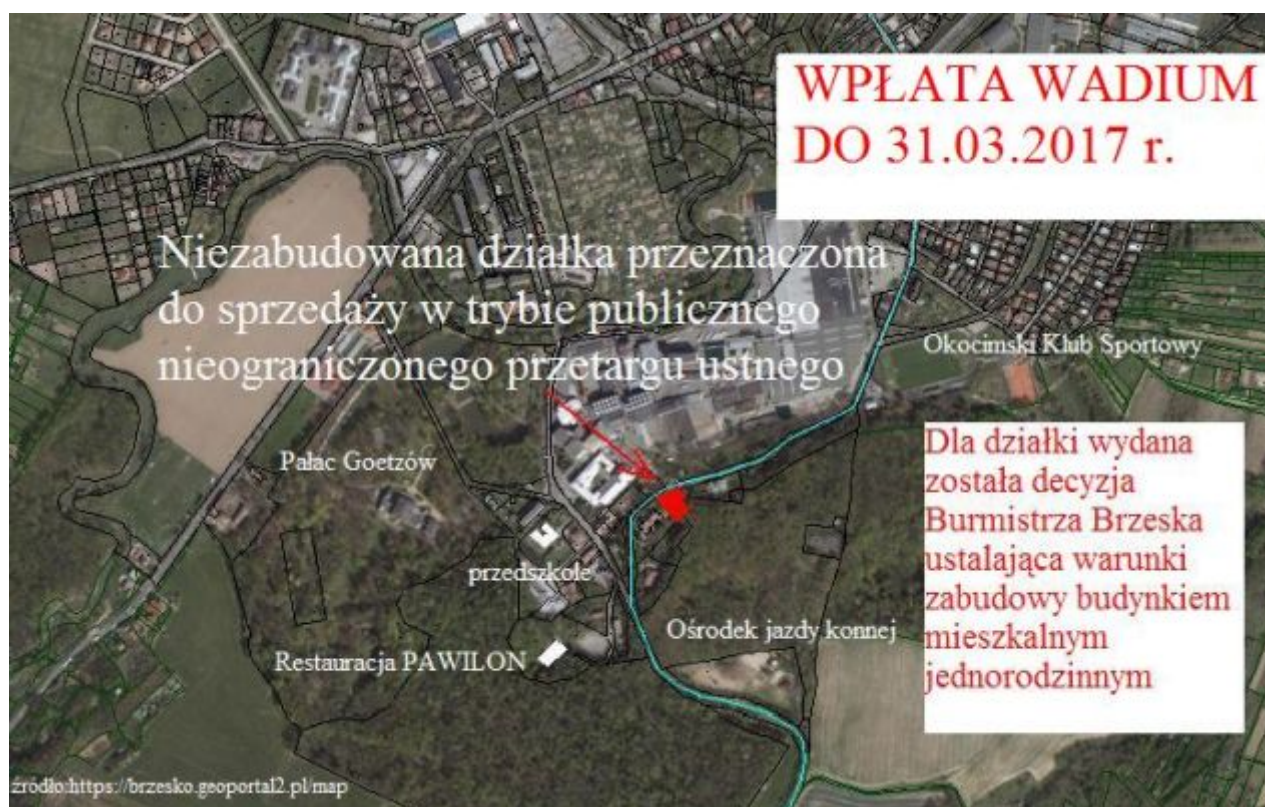 WPŁATA WADIUM
DO 31.03.2017 r.
Niezabudowana działka przeznaczona
do sprzedaży w trybie publicznego
nieograniczonego przetargu ustnego
Okocimski Klub Sportowy
Dla działki wydana
została decyzja
Burmistrza Brzeska
ustalająca warunki
zabudowy budynkiem
mieszkalnym
jednorodzinnym
Pałac Goetzów
przedszkole
Ośrodek jazdy konnej
Restauracja PAWILON
źródło:https://brzesko.geoportal2.pl/map